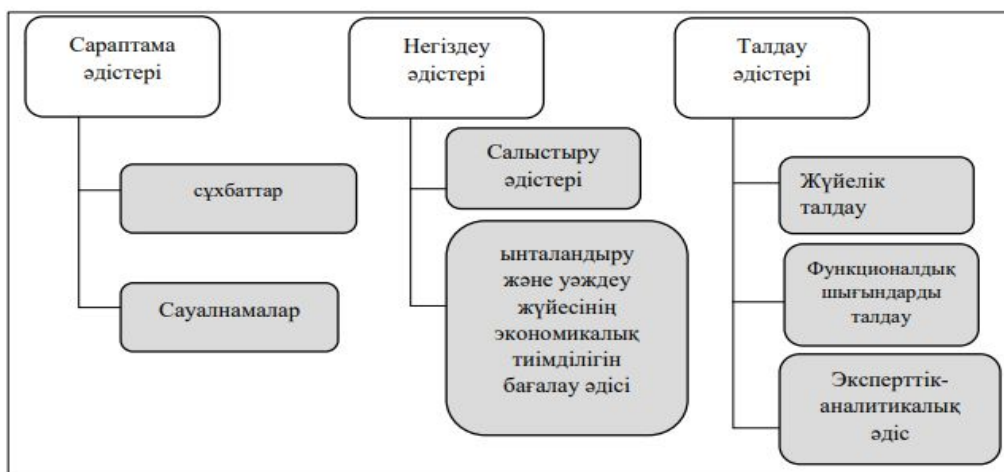 Сараптама
әдістері
сұхбаттар
Сауалнамалар
Негіздеу
әдістері
Салыстыру
әдістері
ынталандыру
және уәждеу
жүйесінің
экономикалық
тиімділігін
бағалау әдісі
Талдау
әдістері
Жүйелік
талдау
Функционалдық
шығындарды
талдау
Эксперттік-
аналитикалық
әдіс